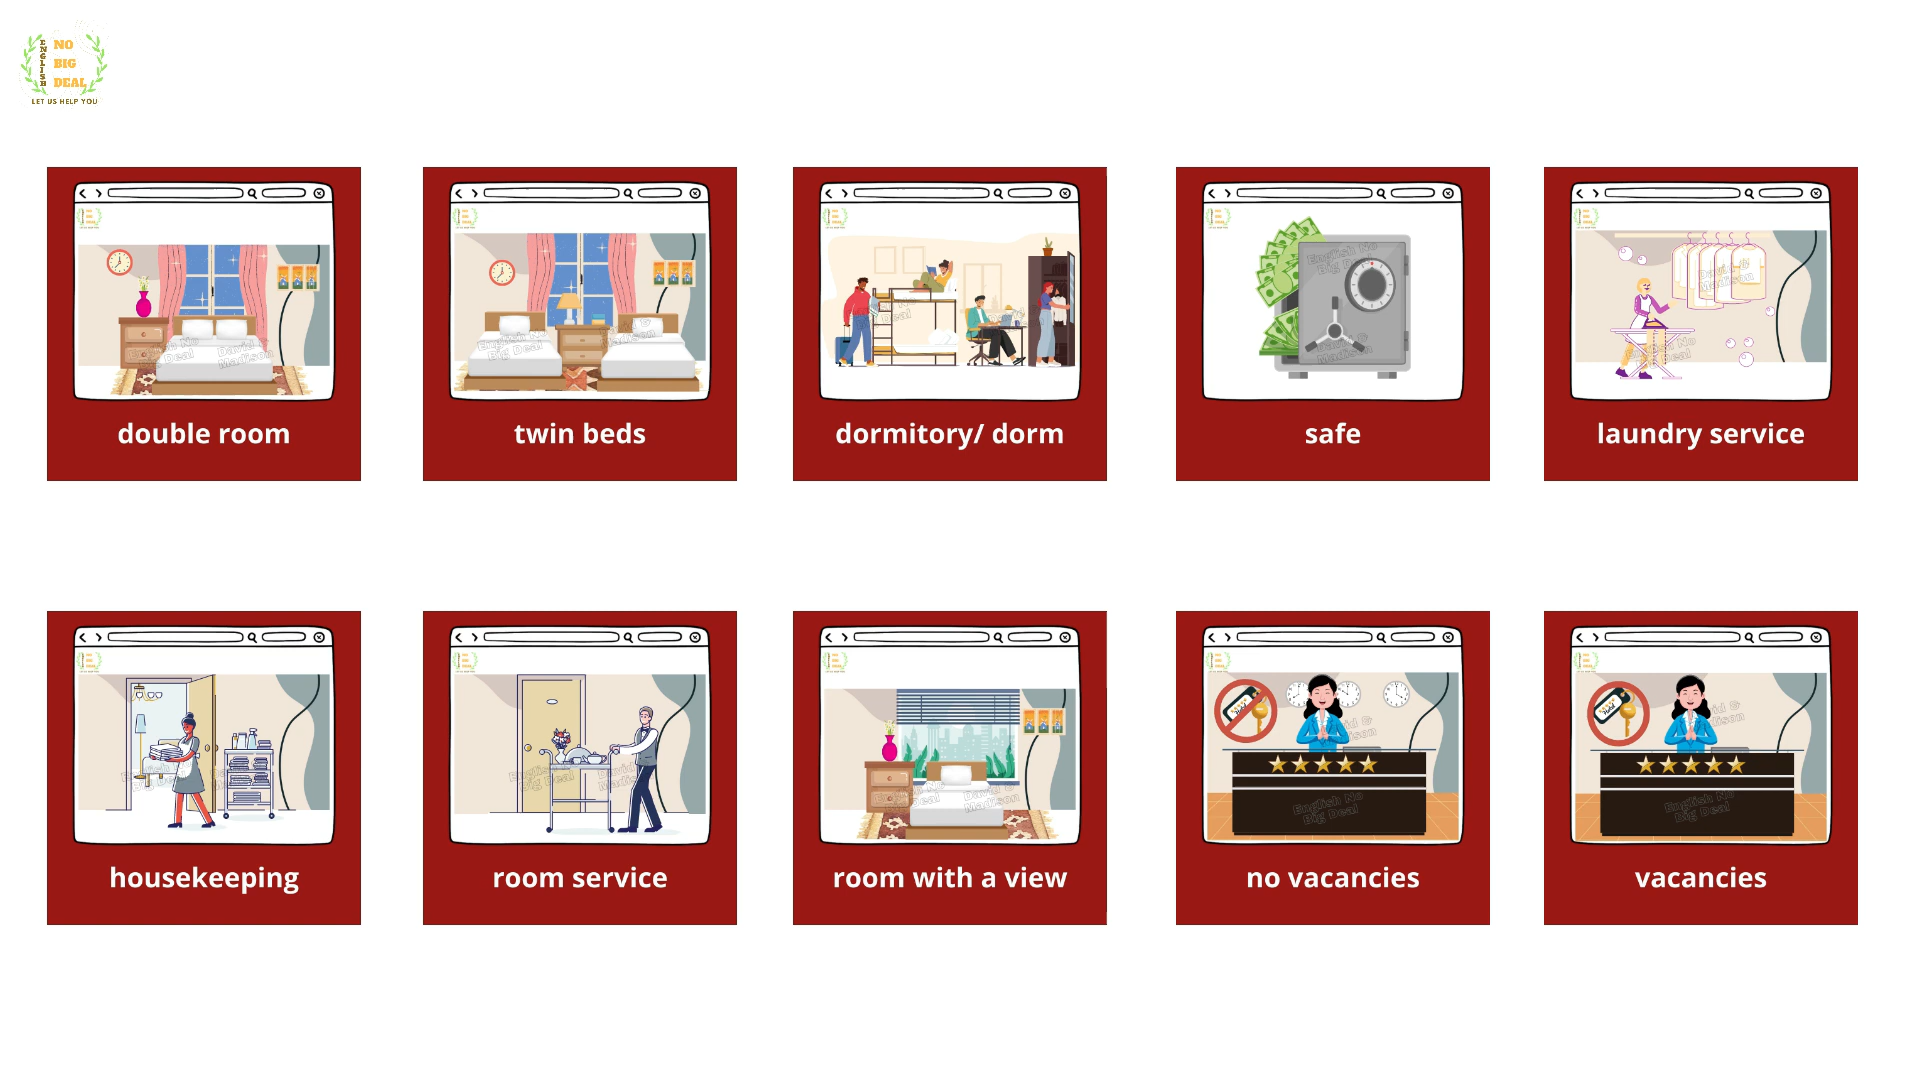 ENGLISH
NO
BIG
DEAL
LET US HELP YOU
double room
twin beds
dormitory/ dorm
safe
laundry service
housekeeping
room service
room with a view
no vacancies
vacancies